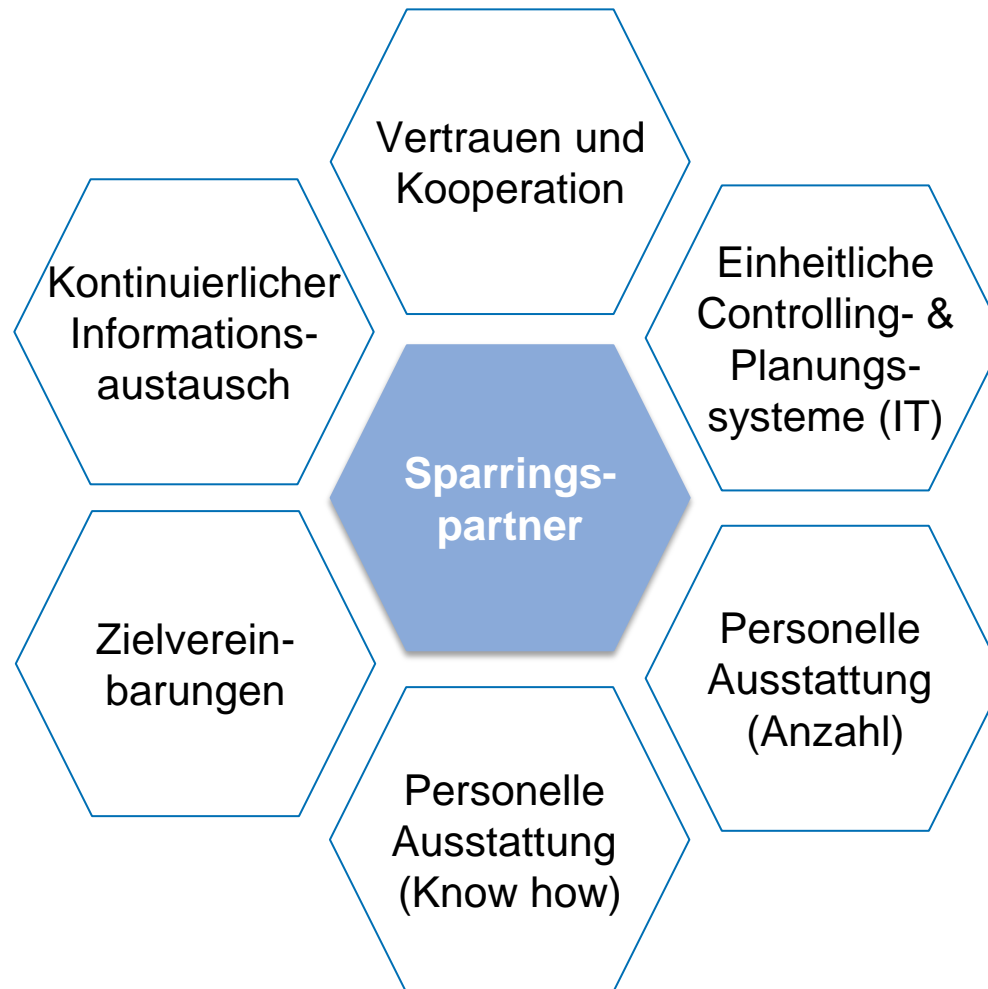 Vertrauen und
Kooperation
Einheitliche
Controlling- &
Planungs-
systeme (IT)
Personelle
Ausstattung
(Anzahl)
Personelle
Ausstattung
(Know how)
Zielverein-
barungen
Kontinuierlicher
Informations-
austausch
Sparrings-
partner